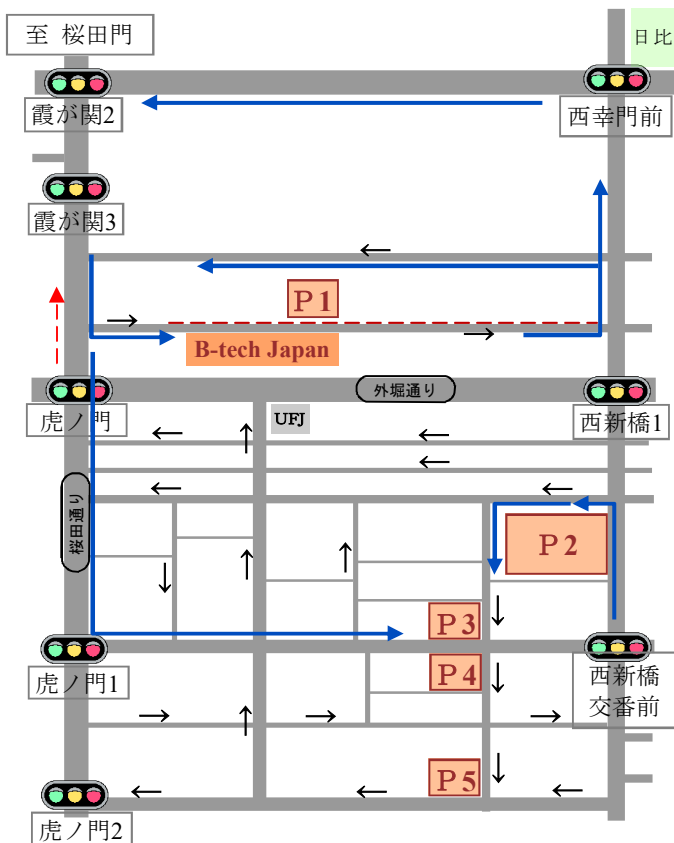 至 桜田門
日比
霞が関2
西幸門前
霞が関3
P1
B-tech Japan
外堀通り
虎ノ門
UFJ
西新橋1
桜田通り
P2
P3
虎ノ門1
P4
西新橋
交番前
P5
虎ノ門2